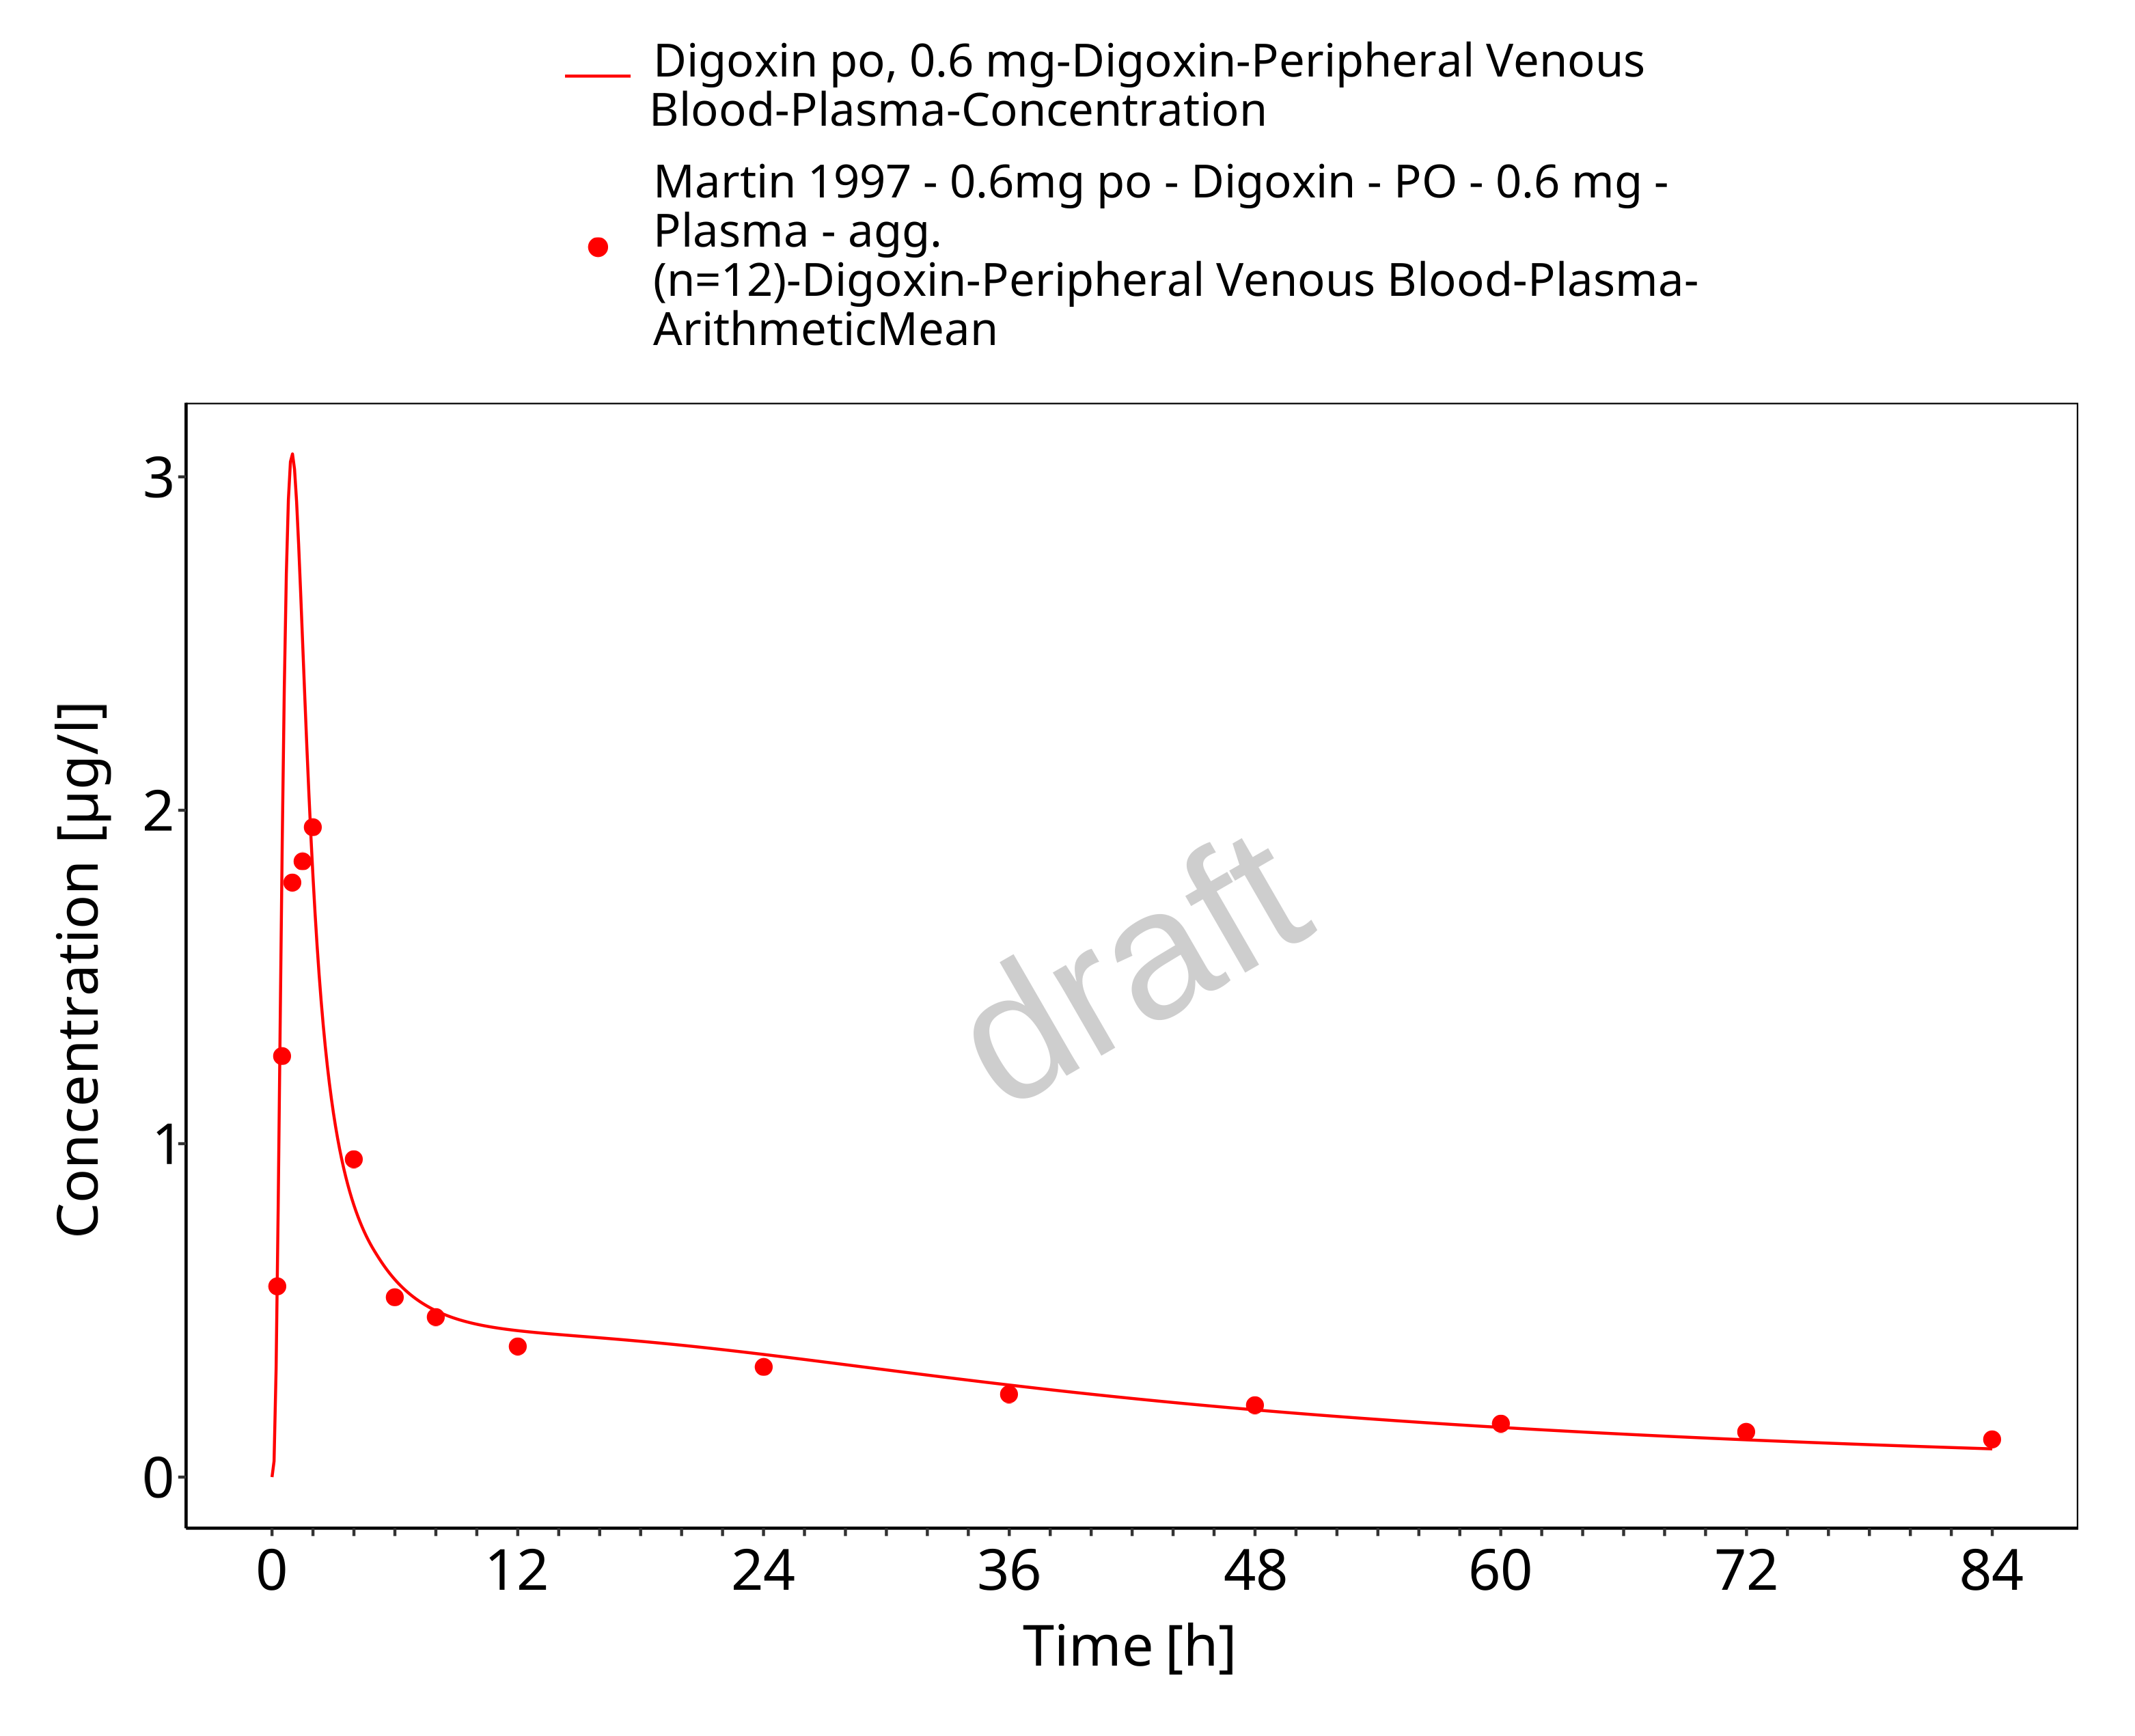 Digoxin po, 0.6 mg-Digoxin-Peripheral Venous
Blood-Plasma-Concentration
Martin 1997 - 0.6mg po - Digoxin - PO - 0.6 mg -
Plasma - agg.
(n=12)-Digoxin-Peripheral Venous Blood-Plasma-
ArithmeticMean
Concentration [µg/l]
3
2
1
0
draft
0 12 24 36 48 60 72 84
Time [h]